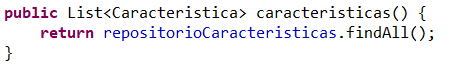 public List<Caracteristica> caracteristicas() {
    return repositorioCaracteristicas.findAll();
}